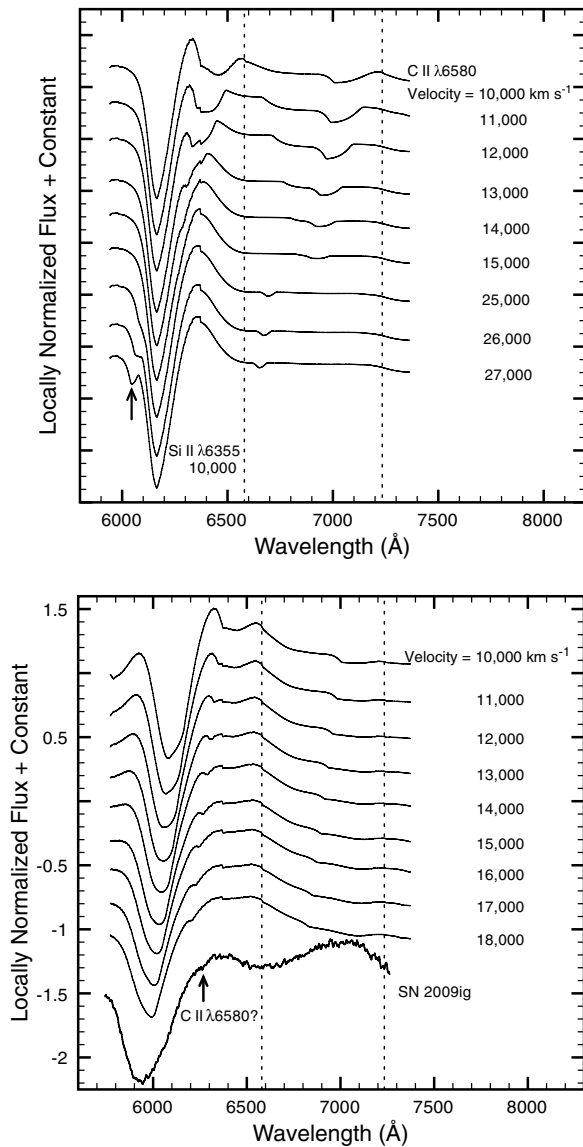 C II λ6580
Velocity = 10,000 km s⁻¹
11,000
12,000
13,000
14,000
15,000
25,000
26,000
27,000
Si II λ6355
10,000
Locally Normalized Flux + Constant
6000 6500 7000 7500 8000
Wavelength (Å)
1.5
0.5
-0.5
-1
-1.5
-2
Locally Normalized Flux + Constant
Velocity = 10,000 km s⁻¹
11,000
12,000
13,000
14,000
15,000
16,000
17,000
18,000
SN 2009ig
C II λ6580?
6000 6500 7000 7500 8000
Wavelength (Å)